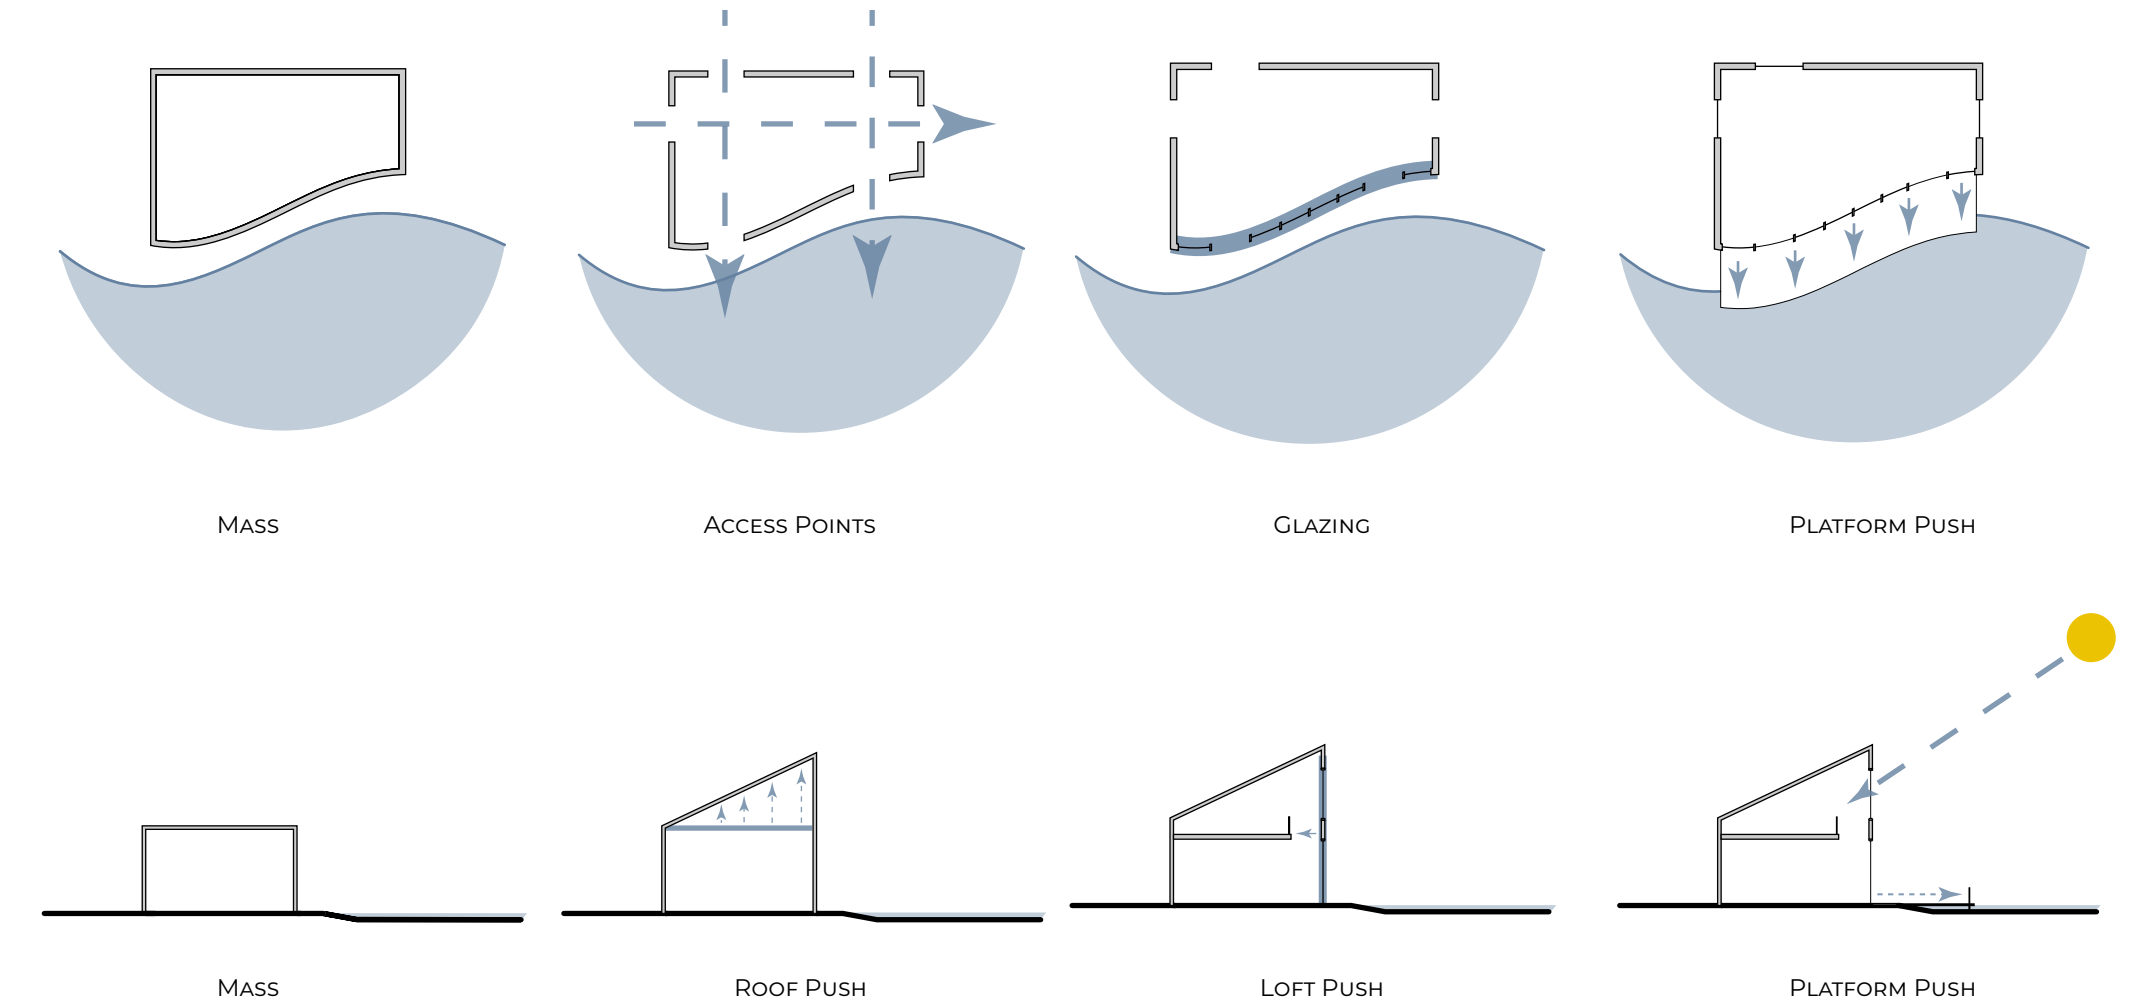 Mass
Access Points
Glazing
Platform Push
Mass
Roof Push
Loft Push
Platform Push